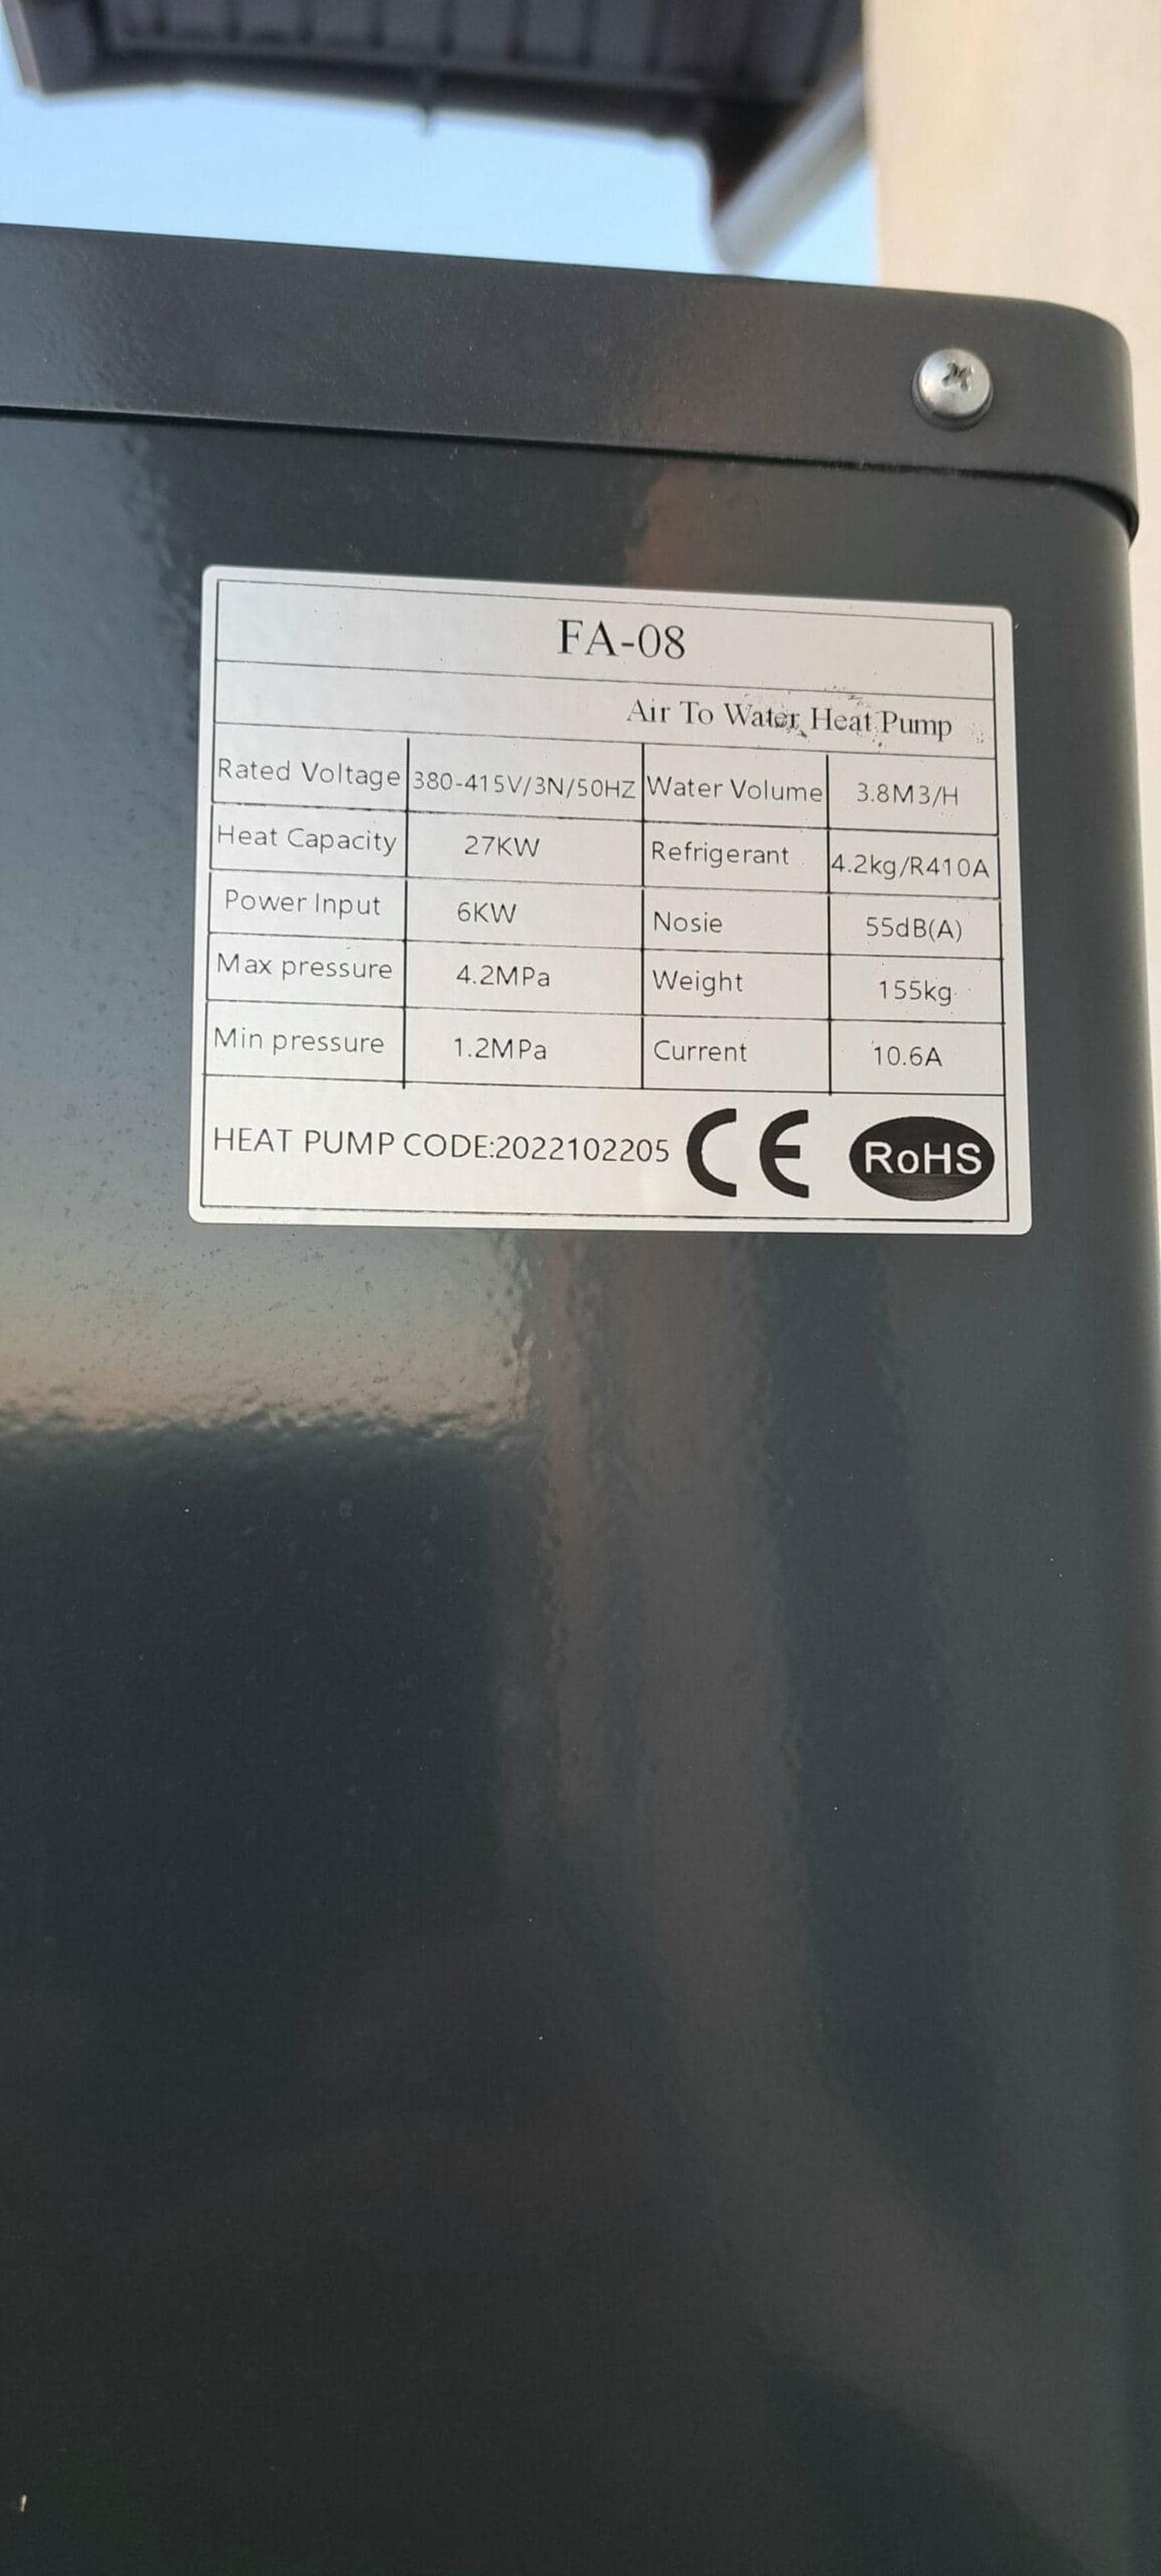 FA-08
Air To Water Heat Pump
Rated Voltage 380-415V/3N/50HZ Water Volume 3.8M3/H
Heat Capacity 27KW Refrigerant 4.2kg/R410A
Power Input 6KW Nosie 55dB(A)
Max pressure 4.2MPa Weight 155kg
Min pressure 1.2MPa Current 10.6A
HEAT PUMP CODE:2022102205 CE RoHS